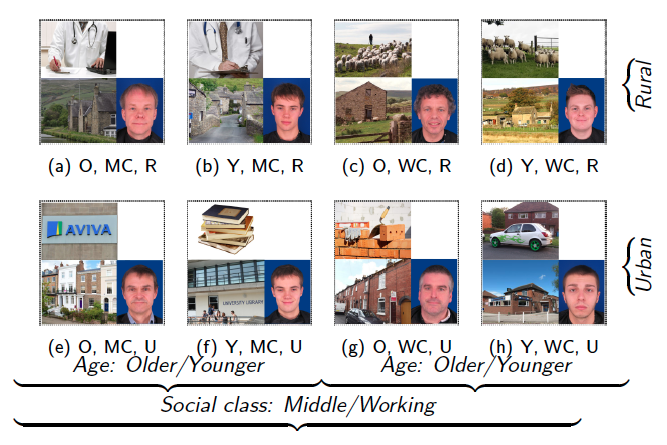 (a) O, MC, R
(b) Y, MC, R
(c) O, WC, R
(d) Y, WC, R
Rural
AVIVA
UNIVERSITY LIBRARY
(e) O, MC, U
(f) Y, MC, U
(g) O, WC, U
(h) Y, WC, U
Urban
Age: Older/Younger
Age: Older/Younger
Social class: Middle/Working